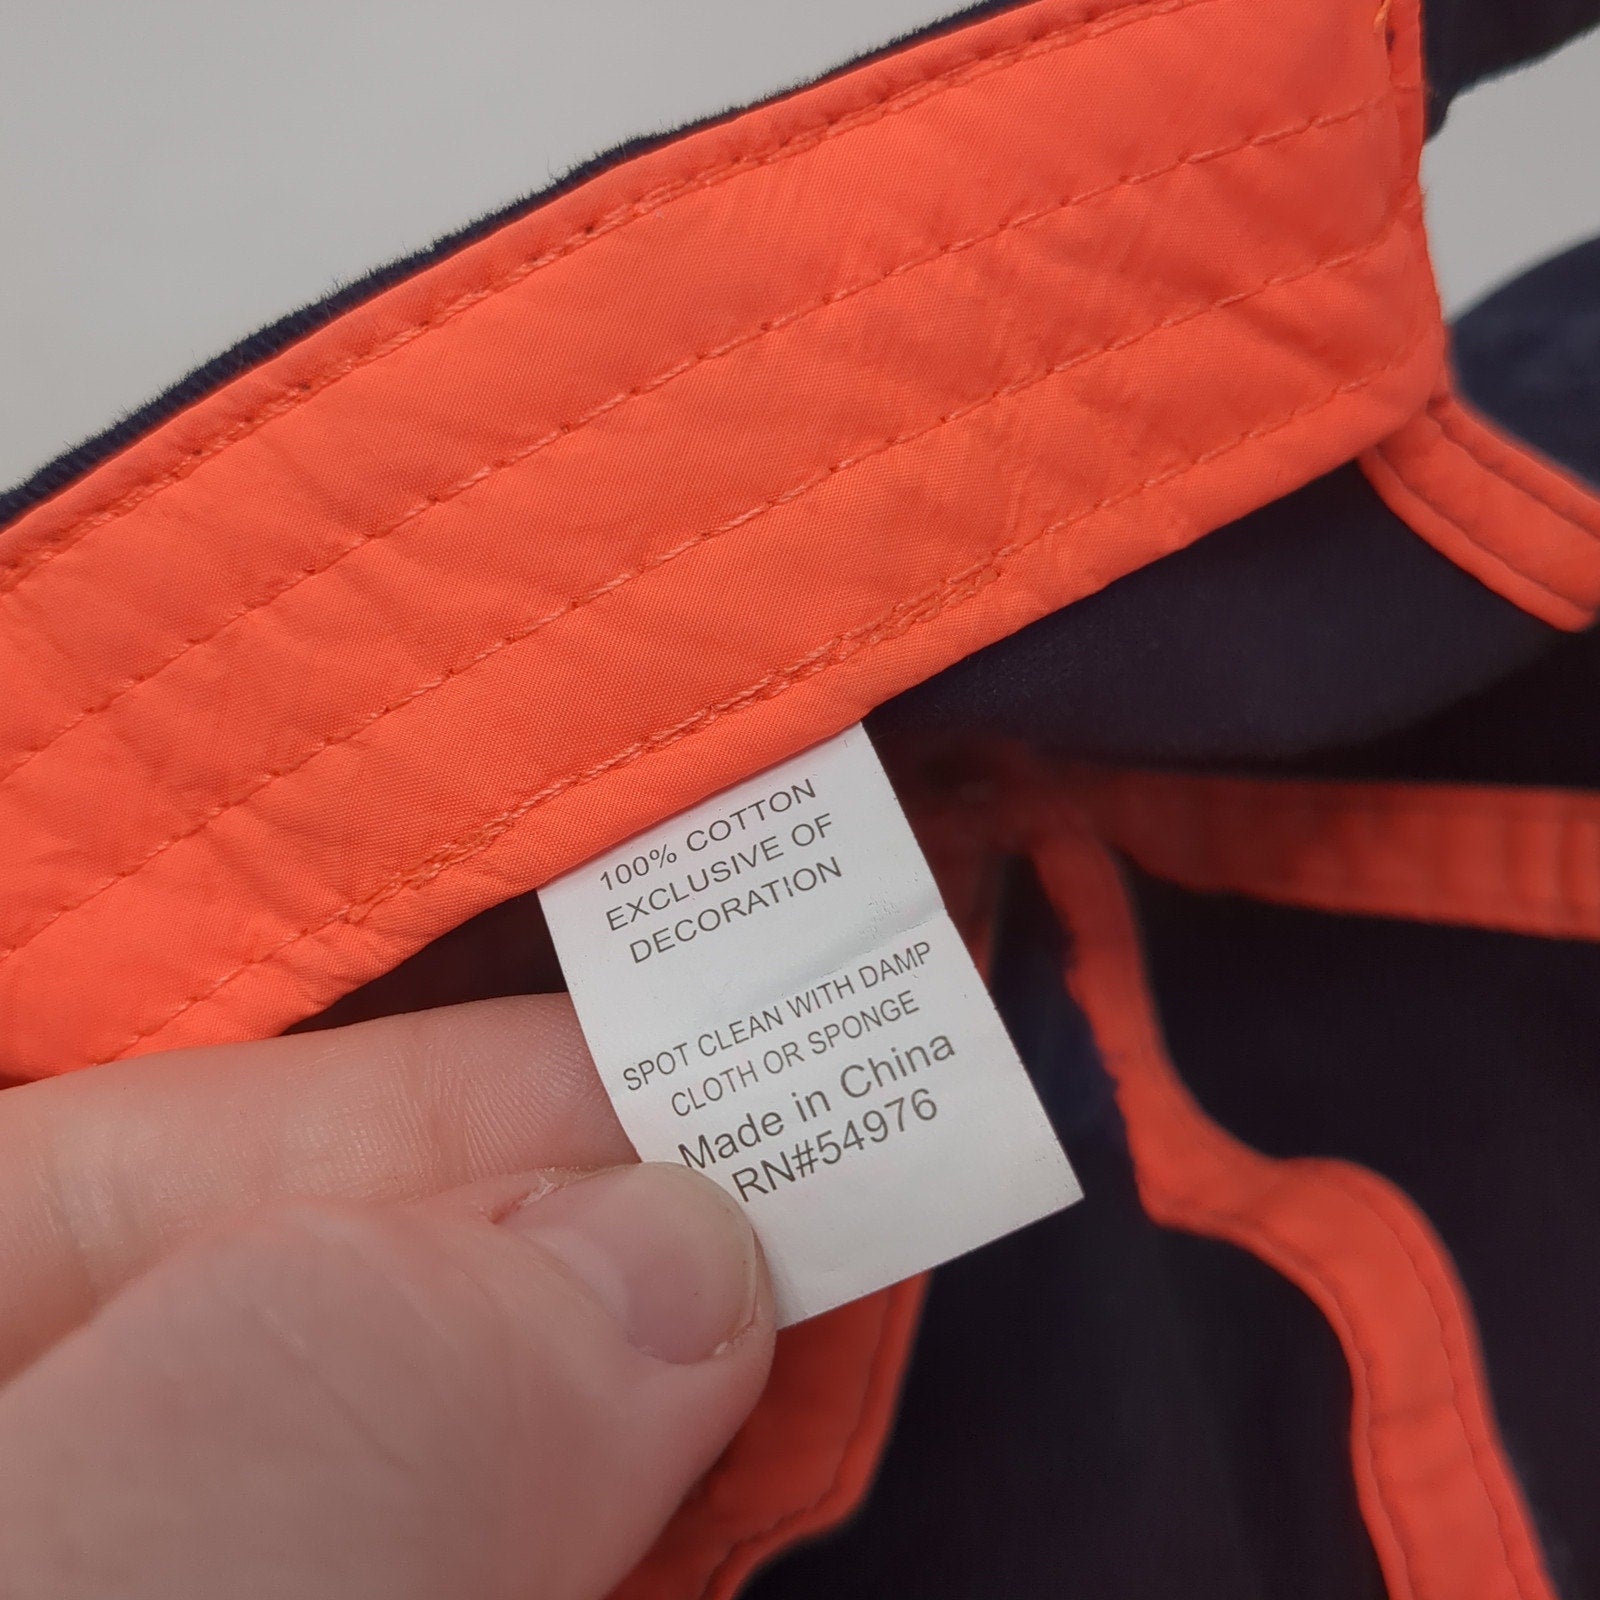 100% COTTON
EXCLUSIVE OF
DECORATION
SPOT CLEAN WITH DAMP
CLOTH OR SPONGE
Made in China
RN#54976